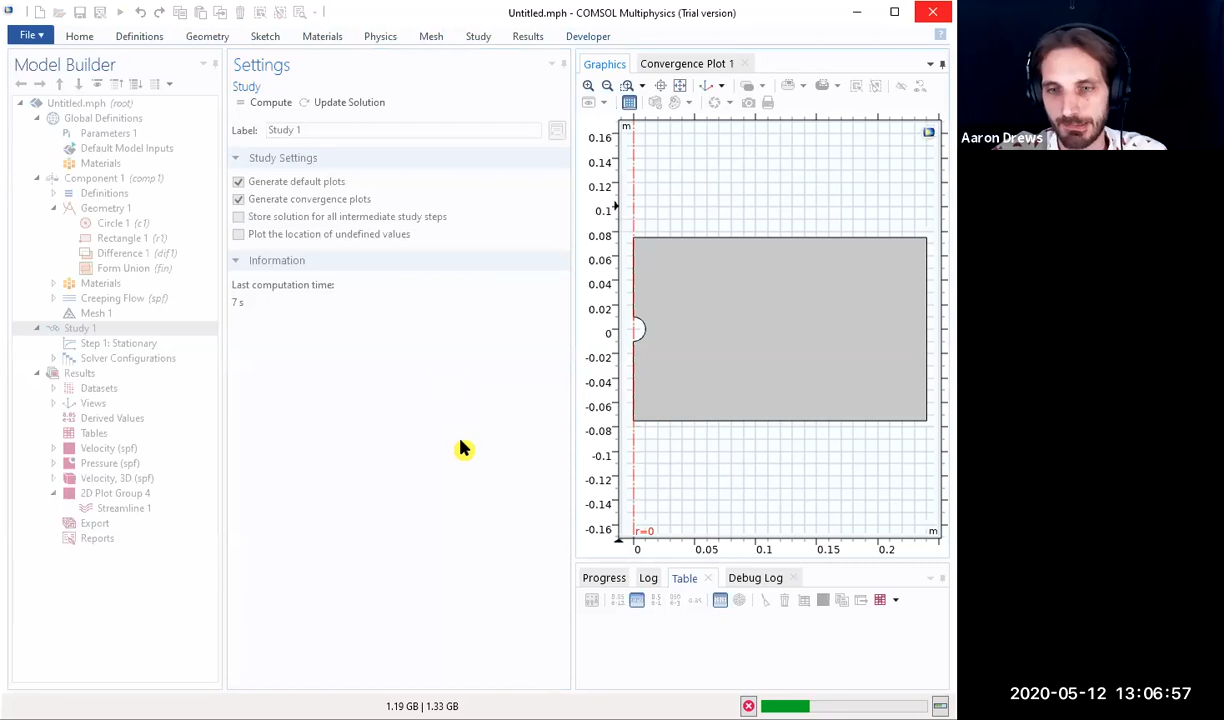 Untitled.mph - COMSOL Multiphysics (Trial version)
File Home Definitions Geometry Sketch Materials Physics Mesh Study Results Developer
Model Builder
Untitled.mph (root)
Global Definitions
Parameters 1
Default Model Inputs
Materials
Component 1 (comp1)
Definitions
Geometry 1
Circle 1 (c1)
Rectangle 1 (r1)
Difference 1 (dif1)
Form Union (fin)
Materials
Creeping Flow (spf)
Mesh 1
Study 1
Step 1: Stationary
Solver Configurations
Results
Datasets
Views
Derived Values
Tables
Velocity (spf)
Pressure (spf)
Velocity, 3D (spf)
2D Plot Group 4
Streamline 1
Export
Reports
Settings
Study
= Compute Update Solution
Label: Study 1
Study Settings
Generate default plots
Generate convergence plots
Store solution for all intermediate study steps
Plot the location of undefined values
Information
Last computation time:
7 s
Graphics Convergence Plot 1
m
0.16
0.14
0.12
0.1
0.08
0.06
0.04
0.02
0
-0.02
-0.04
-0.06
-0.08
-0.1
-0.12
-0.14
-0.16
r=0
m
0 0.05 0.1 0.15 0.2
Progress Log Table Debug Log
1.19 GB | 1.33 GB
Aaron Drews
2020-05-12 13:06:57